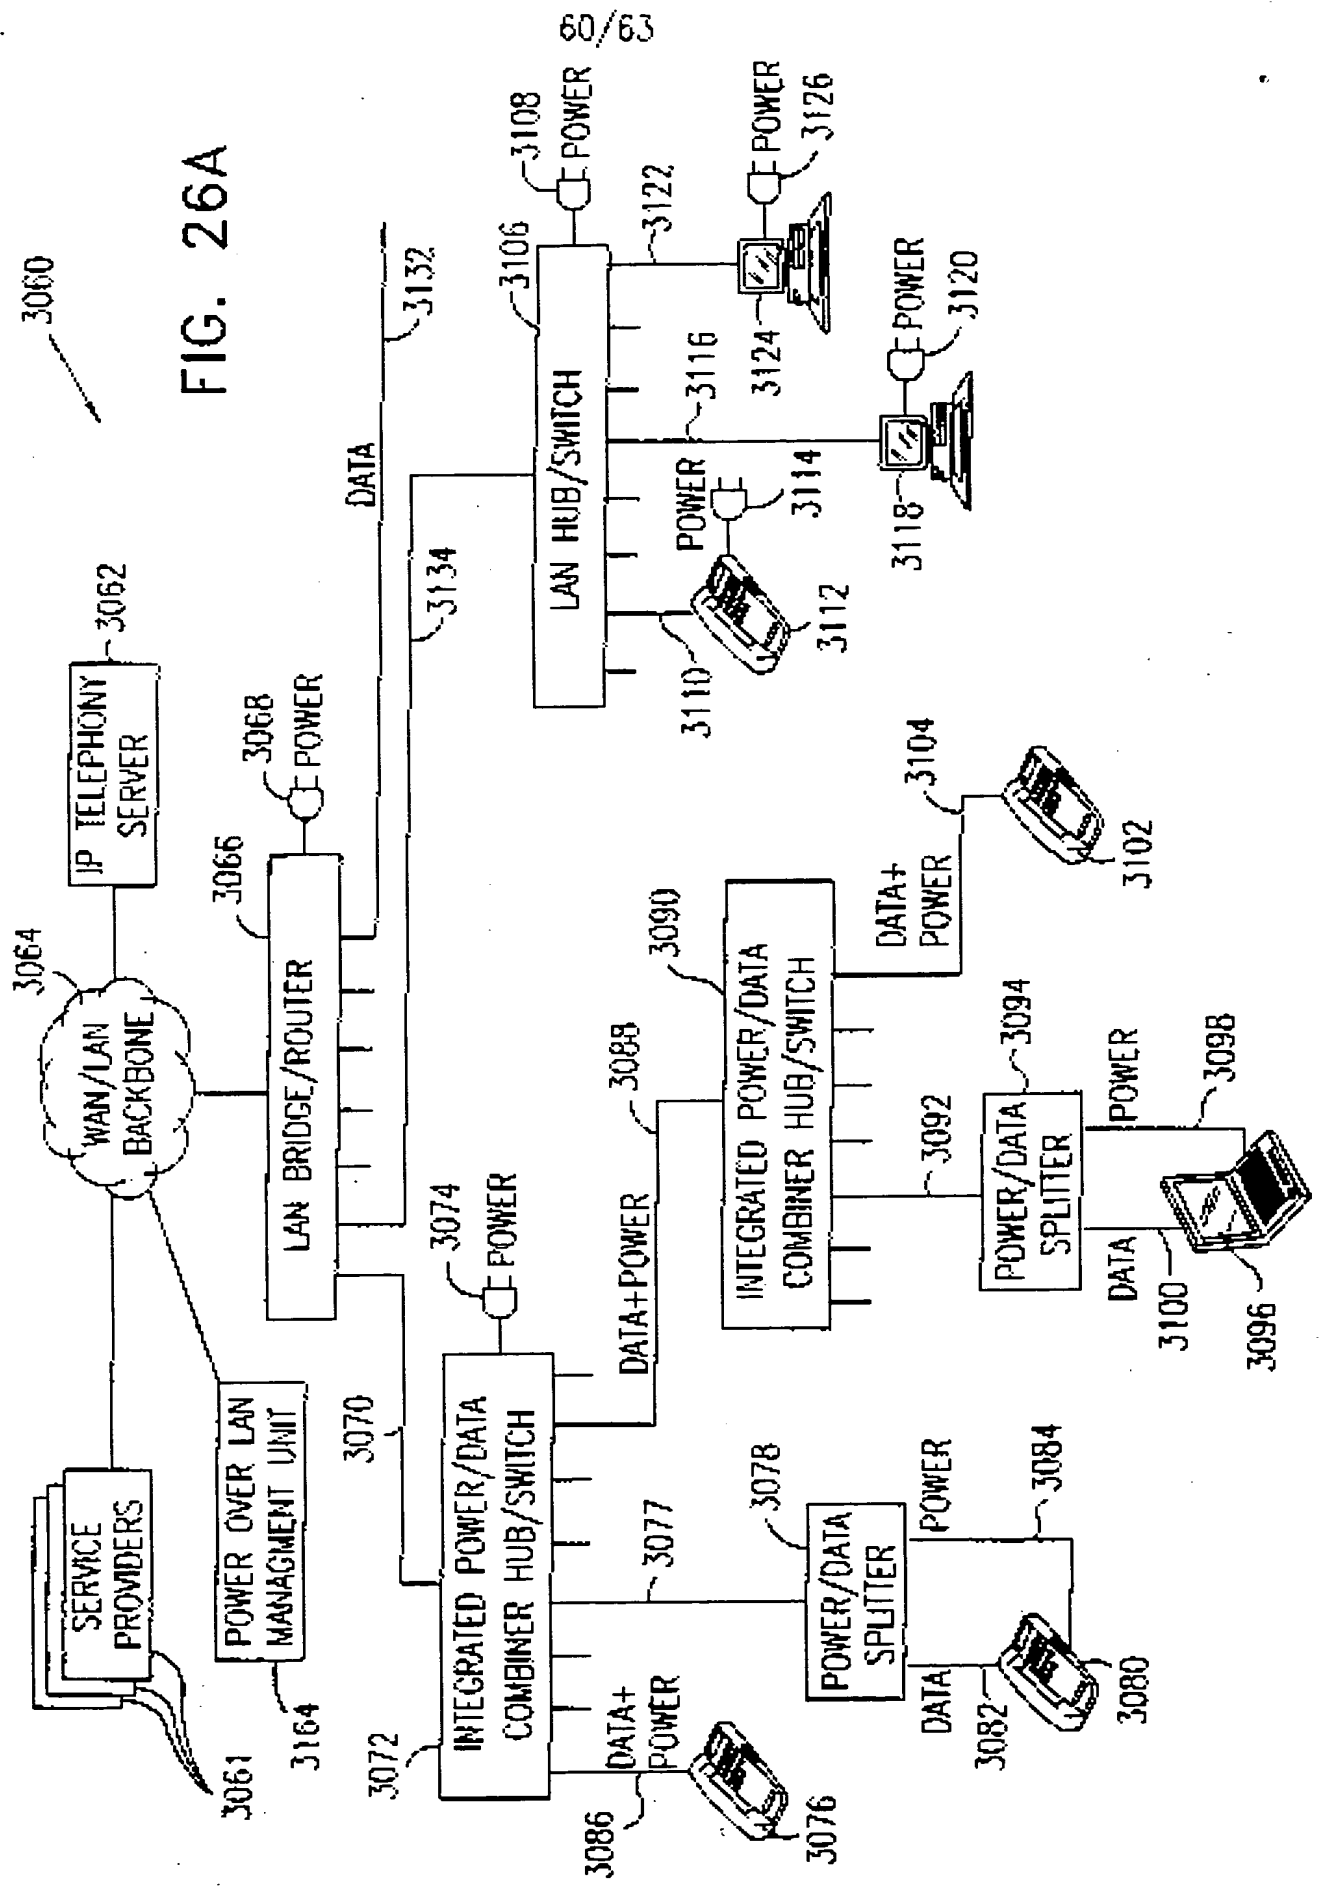 60/63
3060
FIG. 26A
SERVICE
PROVIDERS
3061
POWER OVER LAN
MANAGMENT UNIT
3164
WAN/LAN
BACKBONE
3064
IP TELEPHONY
SERVER
3062
LAN BRIDGE/ROUTER
3066
3068
POWER
DATA
3132
3134
3070
3072
INTEGRATED POWER/DATA
COMBINER HUB/SWITCH
3074
POWER
LAN HUB/SWITCH
3106
3108
POWER
3086
DATA+
POWER
3076
3077
3078
POWER/DATA
SPLITTER
DATA
3082
POWER
3084
3080
DATA+POWER
3088
3090
INTEGRATED POWER/DATA
COMBINER HUB/SWITCH
3092
3094
POWER/DATA
SPLITTER
DATA
3100
POWER
3098
3096
DATA+
POWER
3104
3102
3110
3112
POWER
3114
3116
3118
POWER
3120
3122
3124
POWER
3126